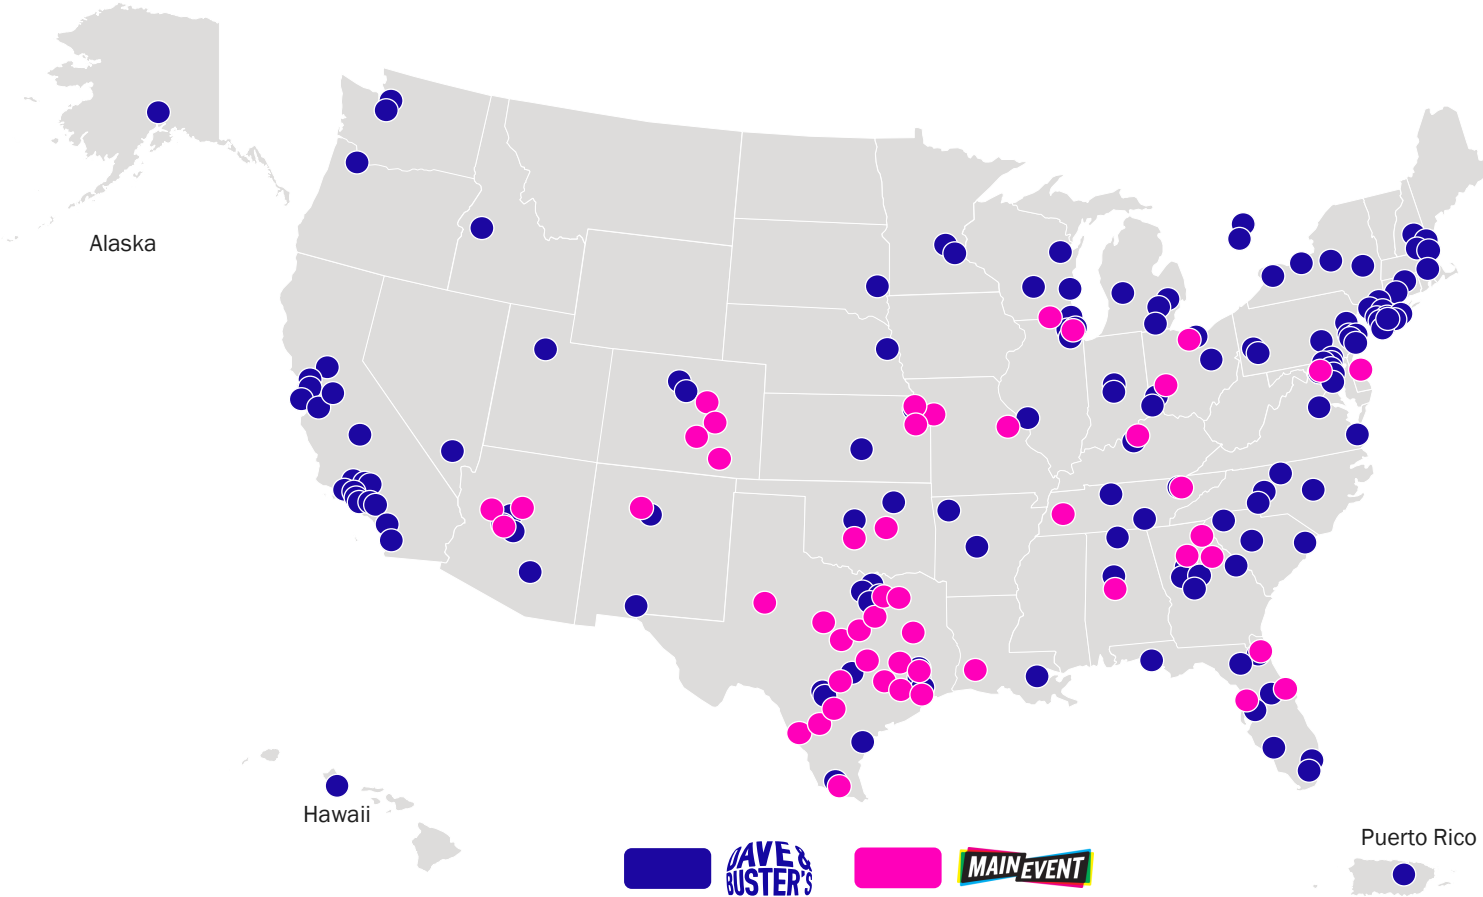 Alaska
Hawaii
Puerto Rico
DAVE &
BUSTER'S
MAIN EVENT